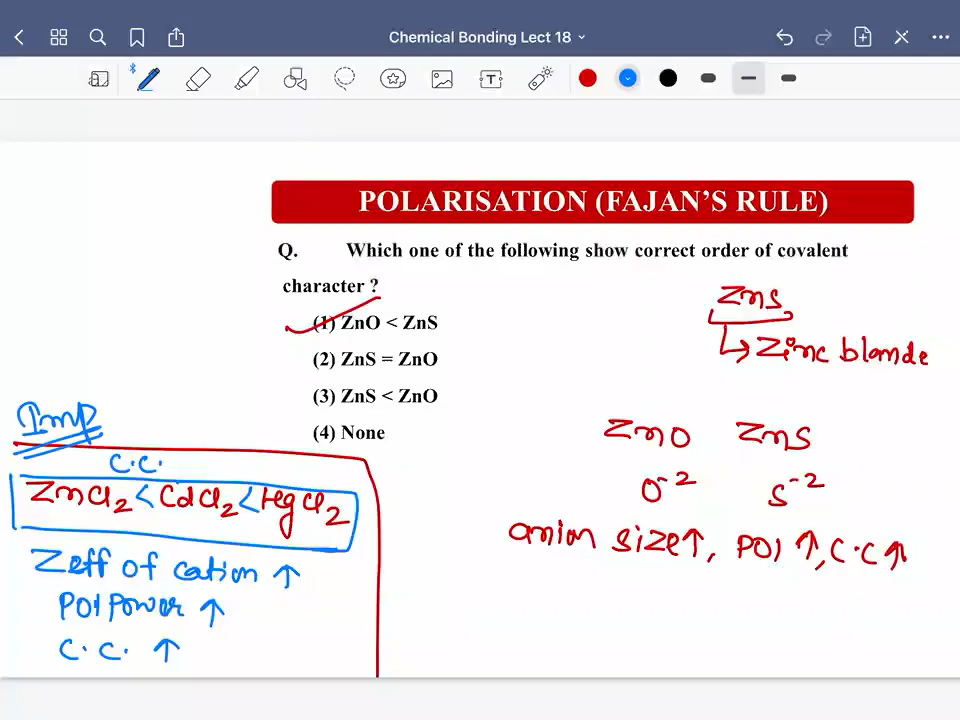 Chemical Bonding Lect 18
POLARISATION (FAJAN'S RULE)
Q. Which one of the following show correct order of covalent
character ?
(1) ZnO < ZnS
(2) ZnS = ZnO
(3) ZnS < ZnO
(4) None
ZnS
Zinc blande
ZnO ZnS
O⁻² S⁻²
anion size↑, Pol ↑, C.C ↑
Imp
C.C.
ZnCl₂ < CdCl₂ < HgCl₂
Zeff of cation ↑
Pol Power ↑
C.C. ↑